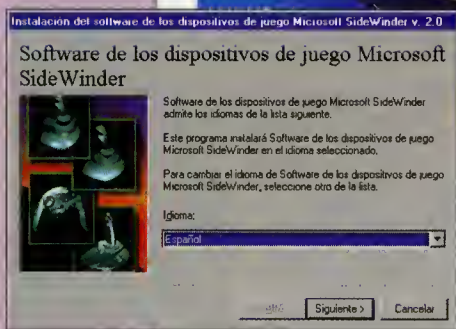 Instalación del software de los dispositivos de juego Microsoft SideWinder v. 2.0
Software de los dispositivos de juego Microsoft
SideWinder
Software de los dispositivos de juego Microsoft SideWinder
admite los idiomas de la lista siguiente.
Este programa instalará Software de los dispositivos de juego
Microsoft SideWinder en el idioma seleccionado.
Para cambiar el idioma de Software de los dispositivos de juego
Microsoft SideWinder, seleccione otro de la lista.
Idioma:
Español
Siguiente > Cancelar